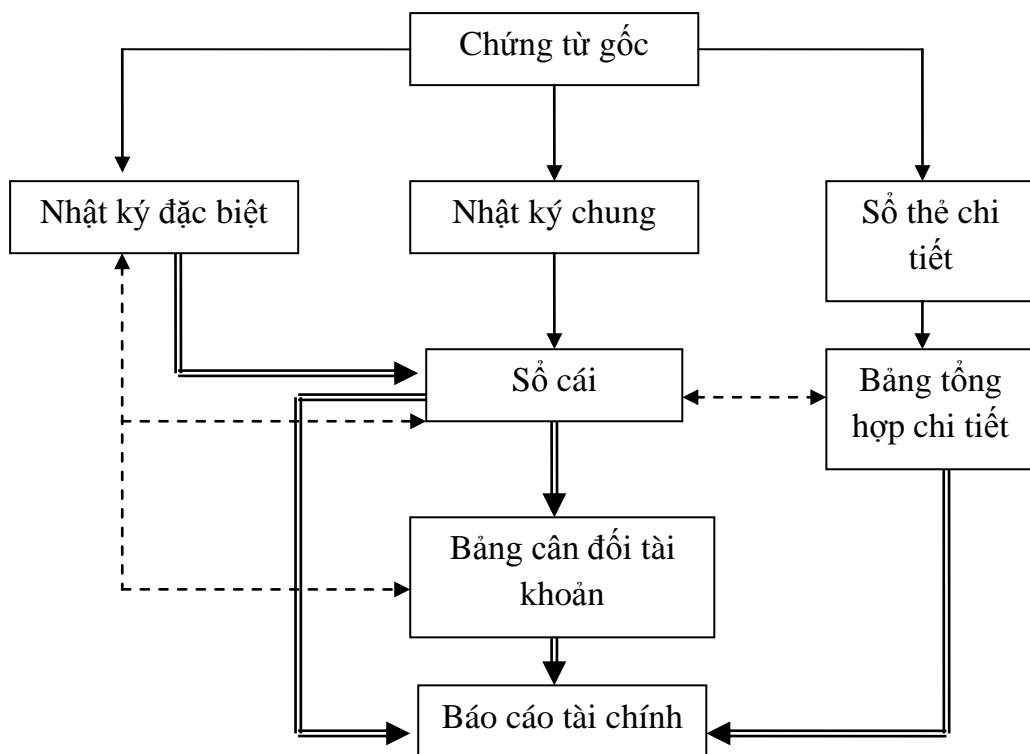 Chứng từ gốc
Nhật ký đặc biệt
Nhật ký chung
Sổ thẻ chi
tiết
Sổ cái
Bảng tổng
hợp chi tiết
Bảng cân đối tài
khoản
Báo cáo tài chính